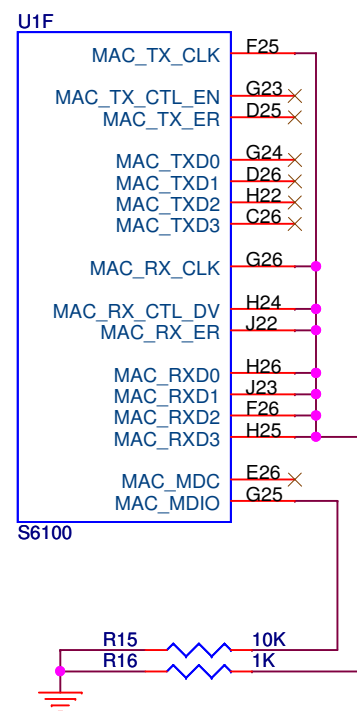 U1F
MAC_TX_CLK F25
MAC_TX_CTL_EN G23
MAC_TX_ER D25
MAC_TXD0 G24
MAC_TXD1 D26
MAC_TXD2 H22
MAC_TXD3 C26
MAC_RX_CLK G26
MAC_RX_CTL_DV H24
MAC_RX_ER J22
MAC_RXD0 H26
MAC_RXD1 J23
MAC_RXD2 F26
MAC_RXD3 H25
MAC_MDC E26
MAC_MDIO G25
S6100
R15 10K
R16 1K